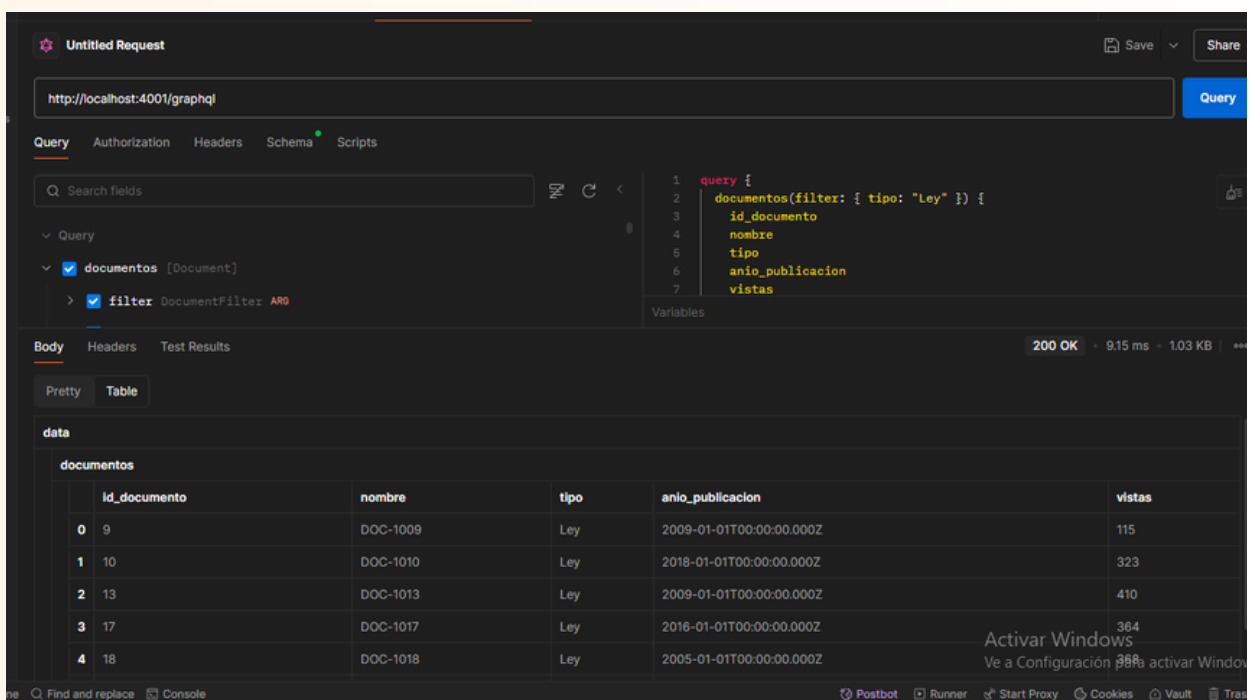 Untitled Request
Save
Share
http://localhost:4001/graphql
Query
Query Authorization Headers Schema Scripts
Search fields
Query
documentos [Document]
filter DocumentFilter ARG
1 query {
2 documentos(filter: { tipo: "Ley" }) {
3 id_documento
4 nombre
5 tipo
6 anio_publicacion
7 vistas
Variables
Body Headers Test Results
200 OK • 9.15 ms • 1.03 KB
Pretty Table
data
documentos
id_documento nombre tipo anio_publicacion vistas
0 9 DOC-1009 Ley 2009-01-01T00:00:00.000Z 115
1 10 DOC-1010 Ley 2018-01-01T00:00:00.000Z 323
2 13 DOC-1013 Ley 2009-01-01T00:00:00.000Z 410
3 17 DOC-1017 Ley 2016-01-01T00:00:00.000Z 364
4 18 DOC-1018 Ley 2005-01-01T00:00:00.000Z 368
Activar Windows
Ve a Configuración para activar Window
ne Find and replace Console Postbot Runner Start Proxy Cookies Vault Tras